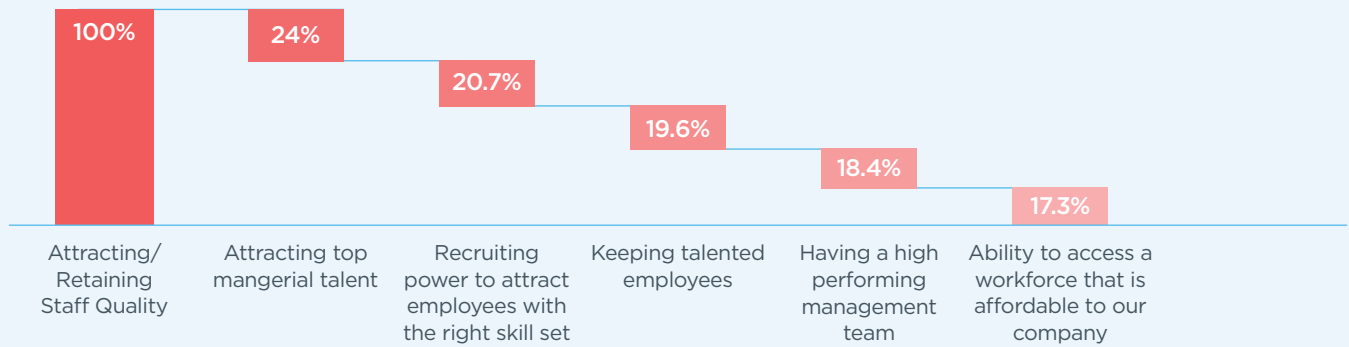 100%
24%
20.7%
19.6%
18.4%
17.3%
Attracting/
Retaining
Staff Quality
Attracting top
mangerial talent
Recruiting
power to attract
employees with
the right skill set
Keeping talented
employees
Having a high
performing
management
team
Ability to access a
workforce that is
affordable to our
company